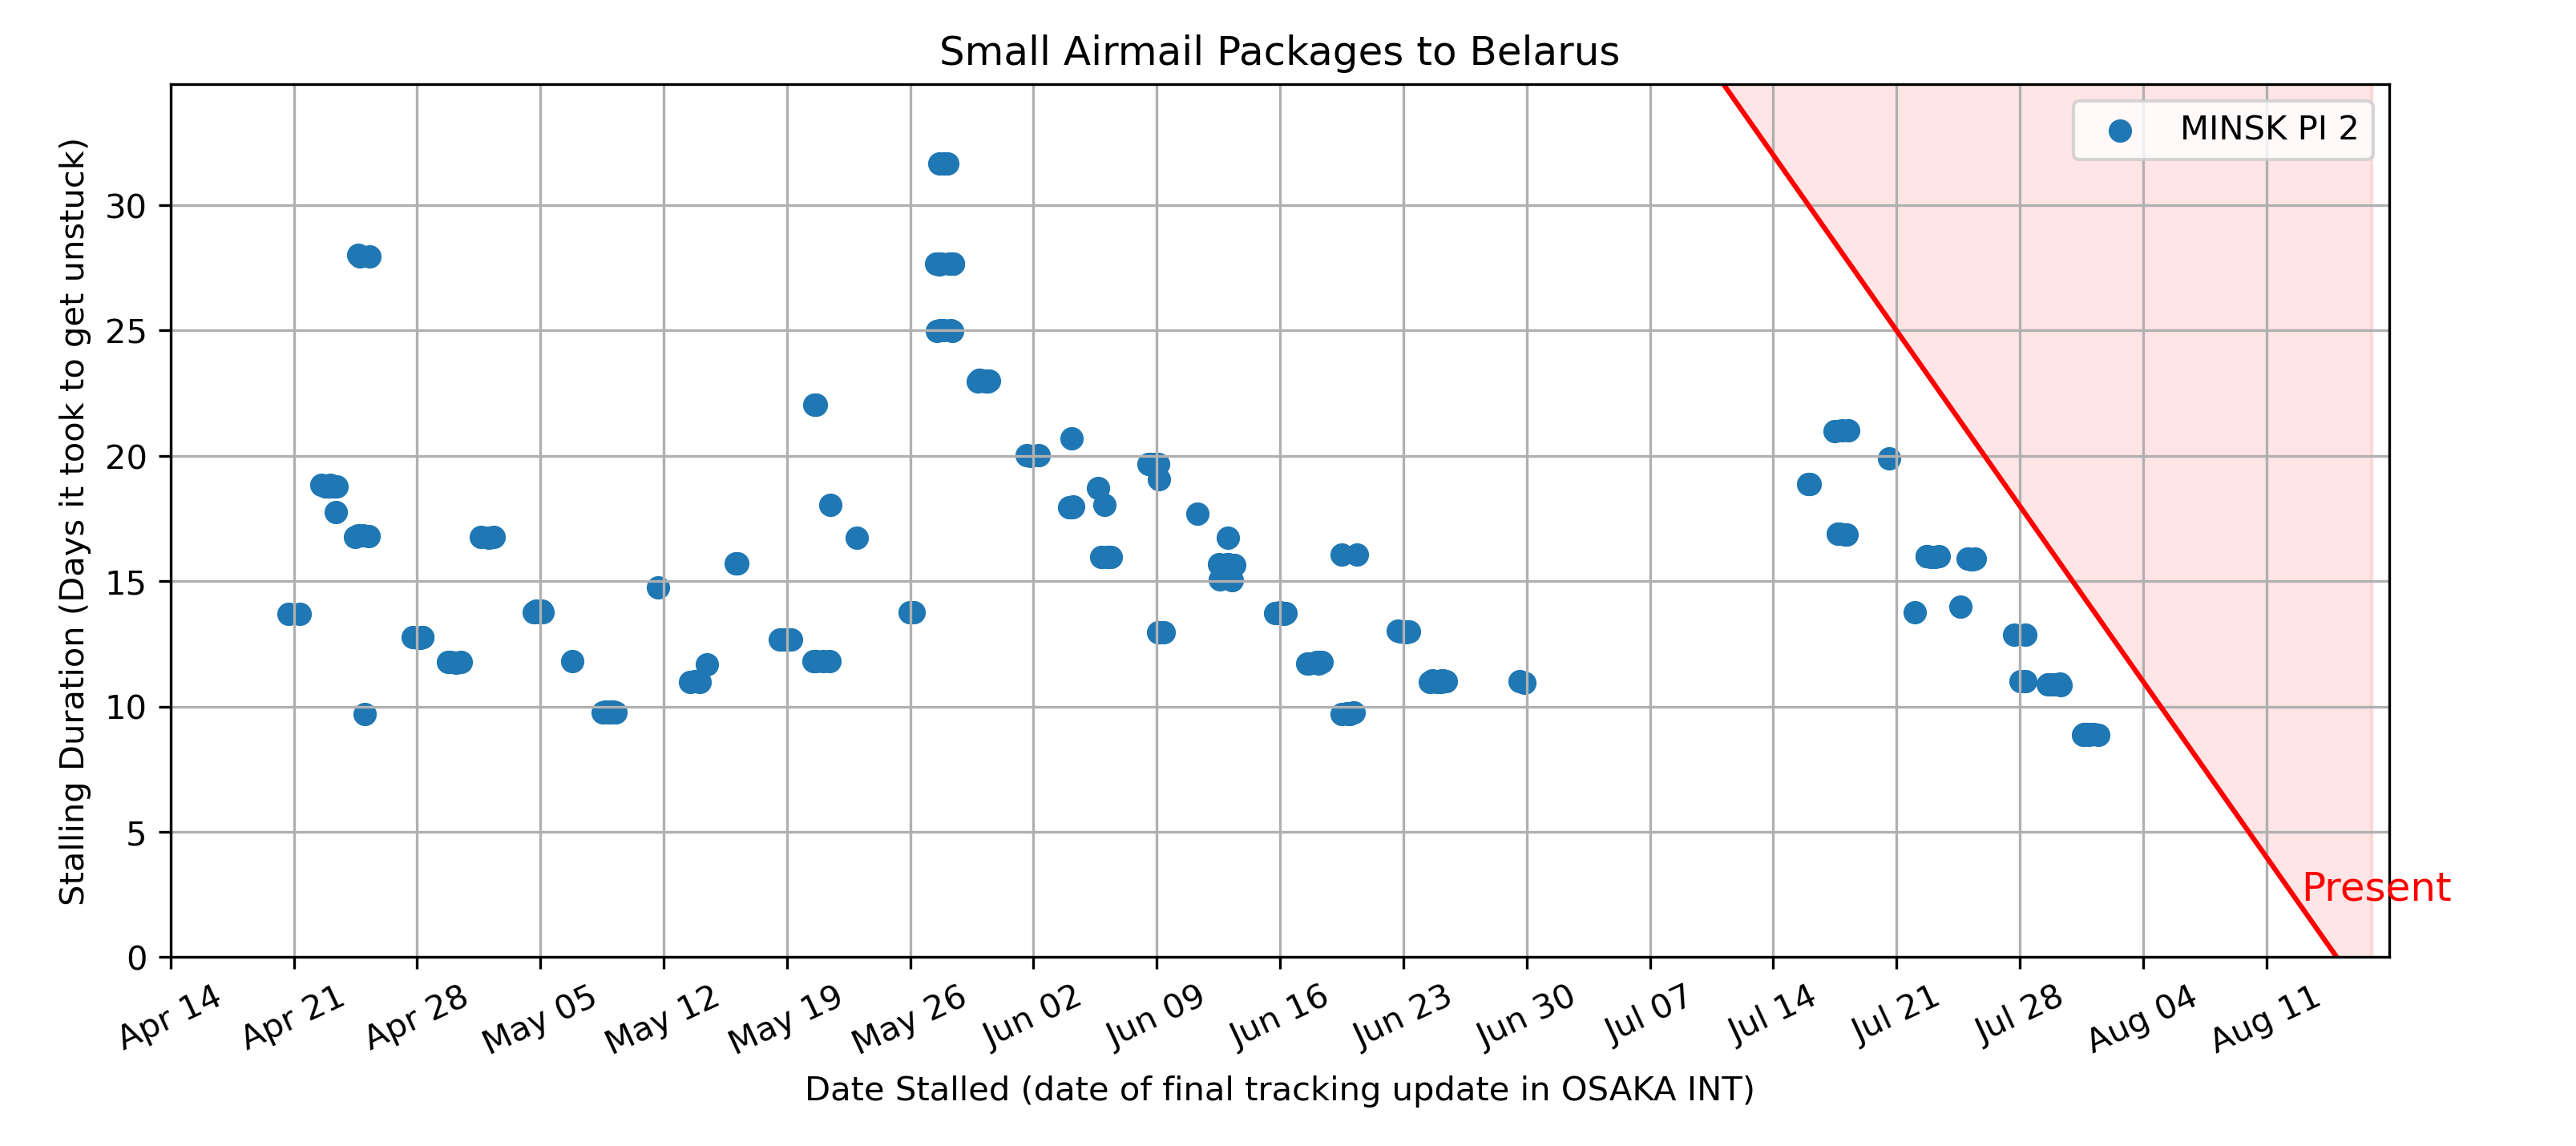 Small Airmail Packages to Belarus
MINSK PI 2
Stalling Duration (Days it took to get unstuck)
30
25
20
15
10
5
0
Present
Apr 14
Apr 21
Apr 28
May 05
May 12
May 19
May 26
Jun 02
Jun 09
Jun 16
Jun 23
Jun 30
Jul 07
Jul 14
Jul 21
Jul 28
Aug 04
Aug 11
Date Stalled (date of final tracking update in OSAKA INT)